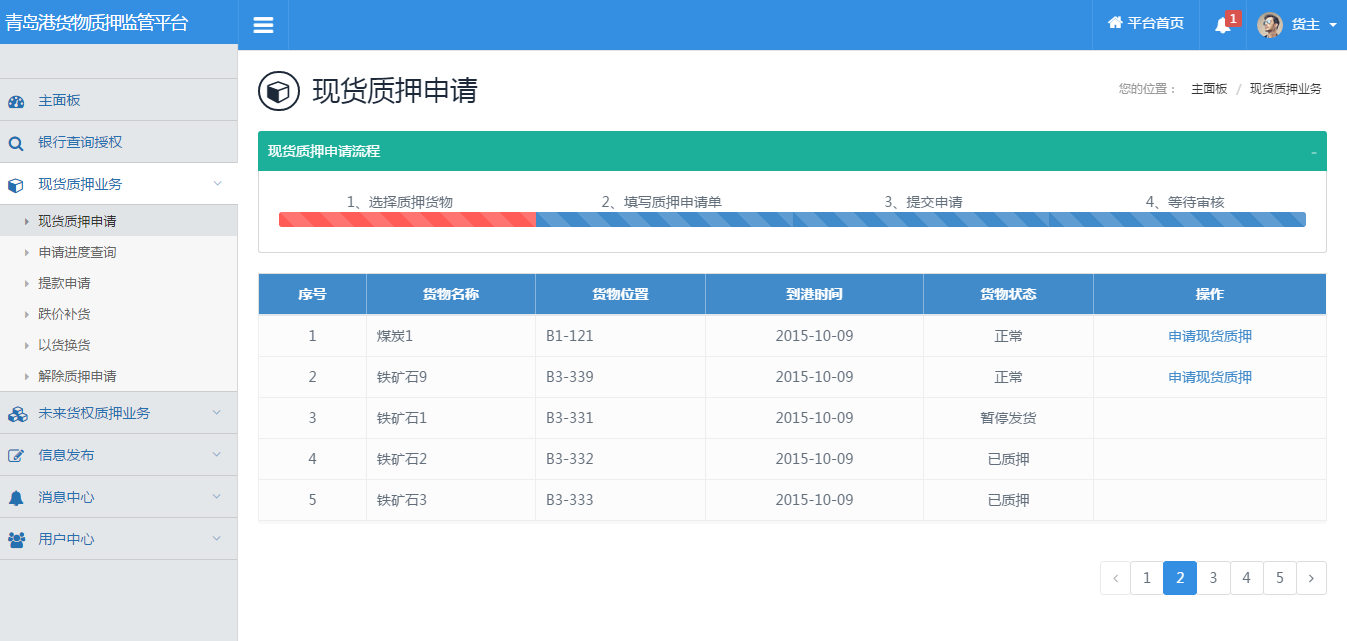 青岛港货物质押监管平台
平台首页
1
货主
主面板
银行查询授权
现货质押业务
现货质押申请
申请进度查询
提款申请
跌价补货
以货换货
解除质押申请
未来货权质押业务
信息发布
消息中心
用户中心
现货质押申请
您的位置： 主面板 / 现货质押业务
现货质押申请流程 -
1、选择质押货物 2、填写质押申请单 3、提交申请 4、等待审核
序号 货物名称 货物位置 到港时间 货物状态 操作
1 煤炭1 B1-121 2015-10-09 正常 申请现货质押
2 铁矿石9 B3-339 2015-10-09 正常 申请现货质押
3 铁矿石1 B3-331 2015-10-09 暂停发货
4 铁矿石2 B3-332 2015-10-09 已质押
5 铁矿石3 B3-333 2015-10-09 已质押
‹ 1 2 3 4 5 ›